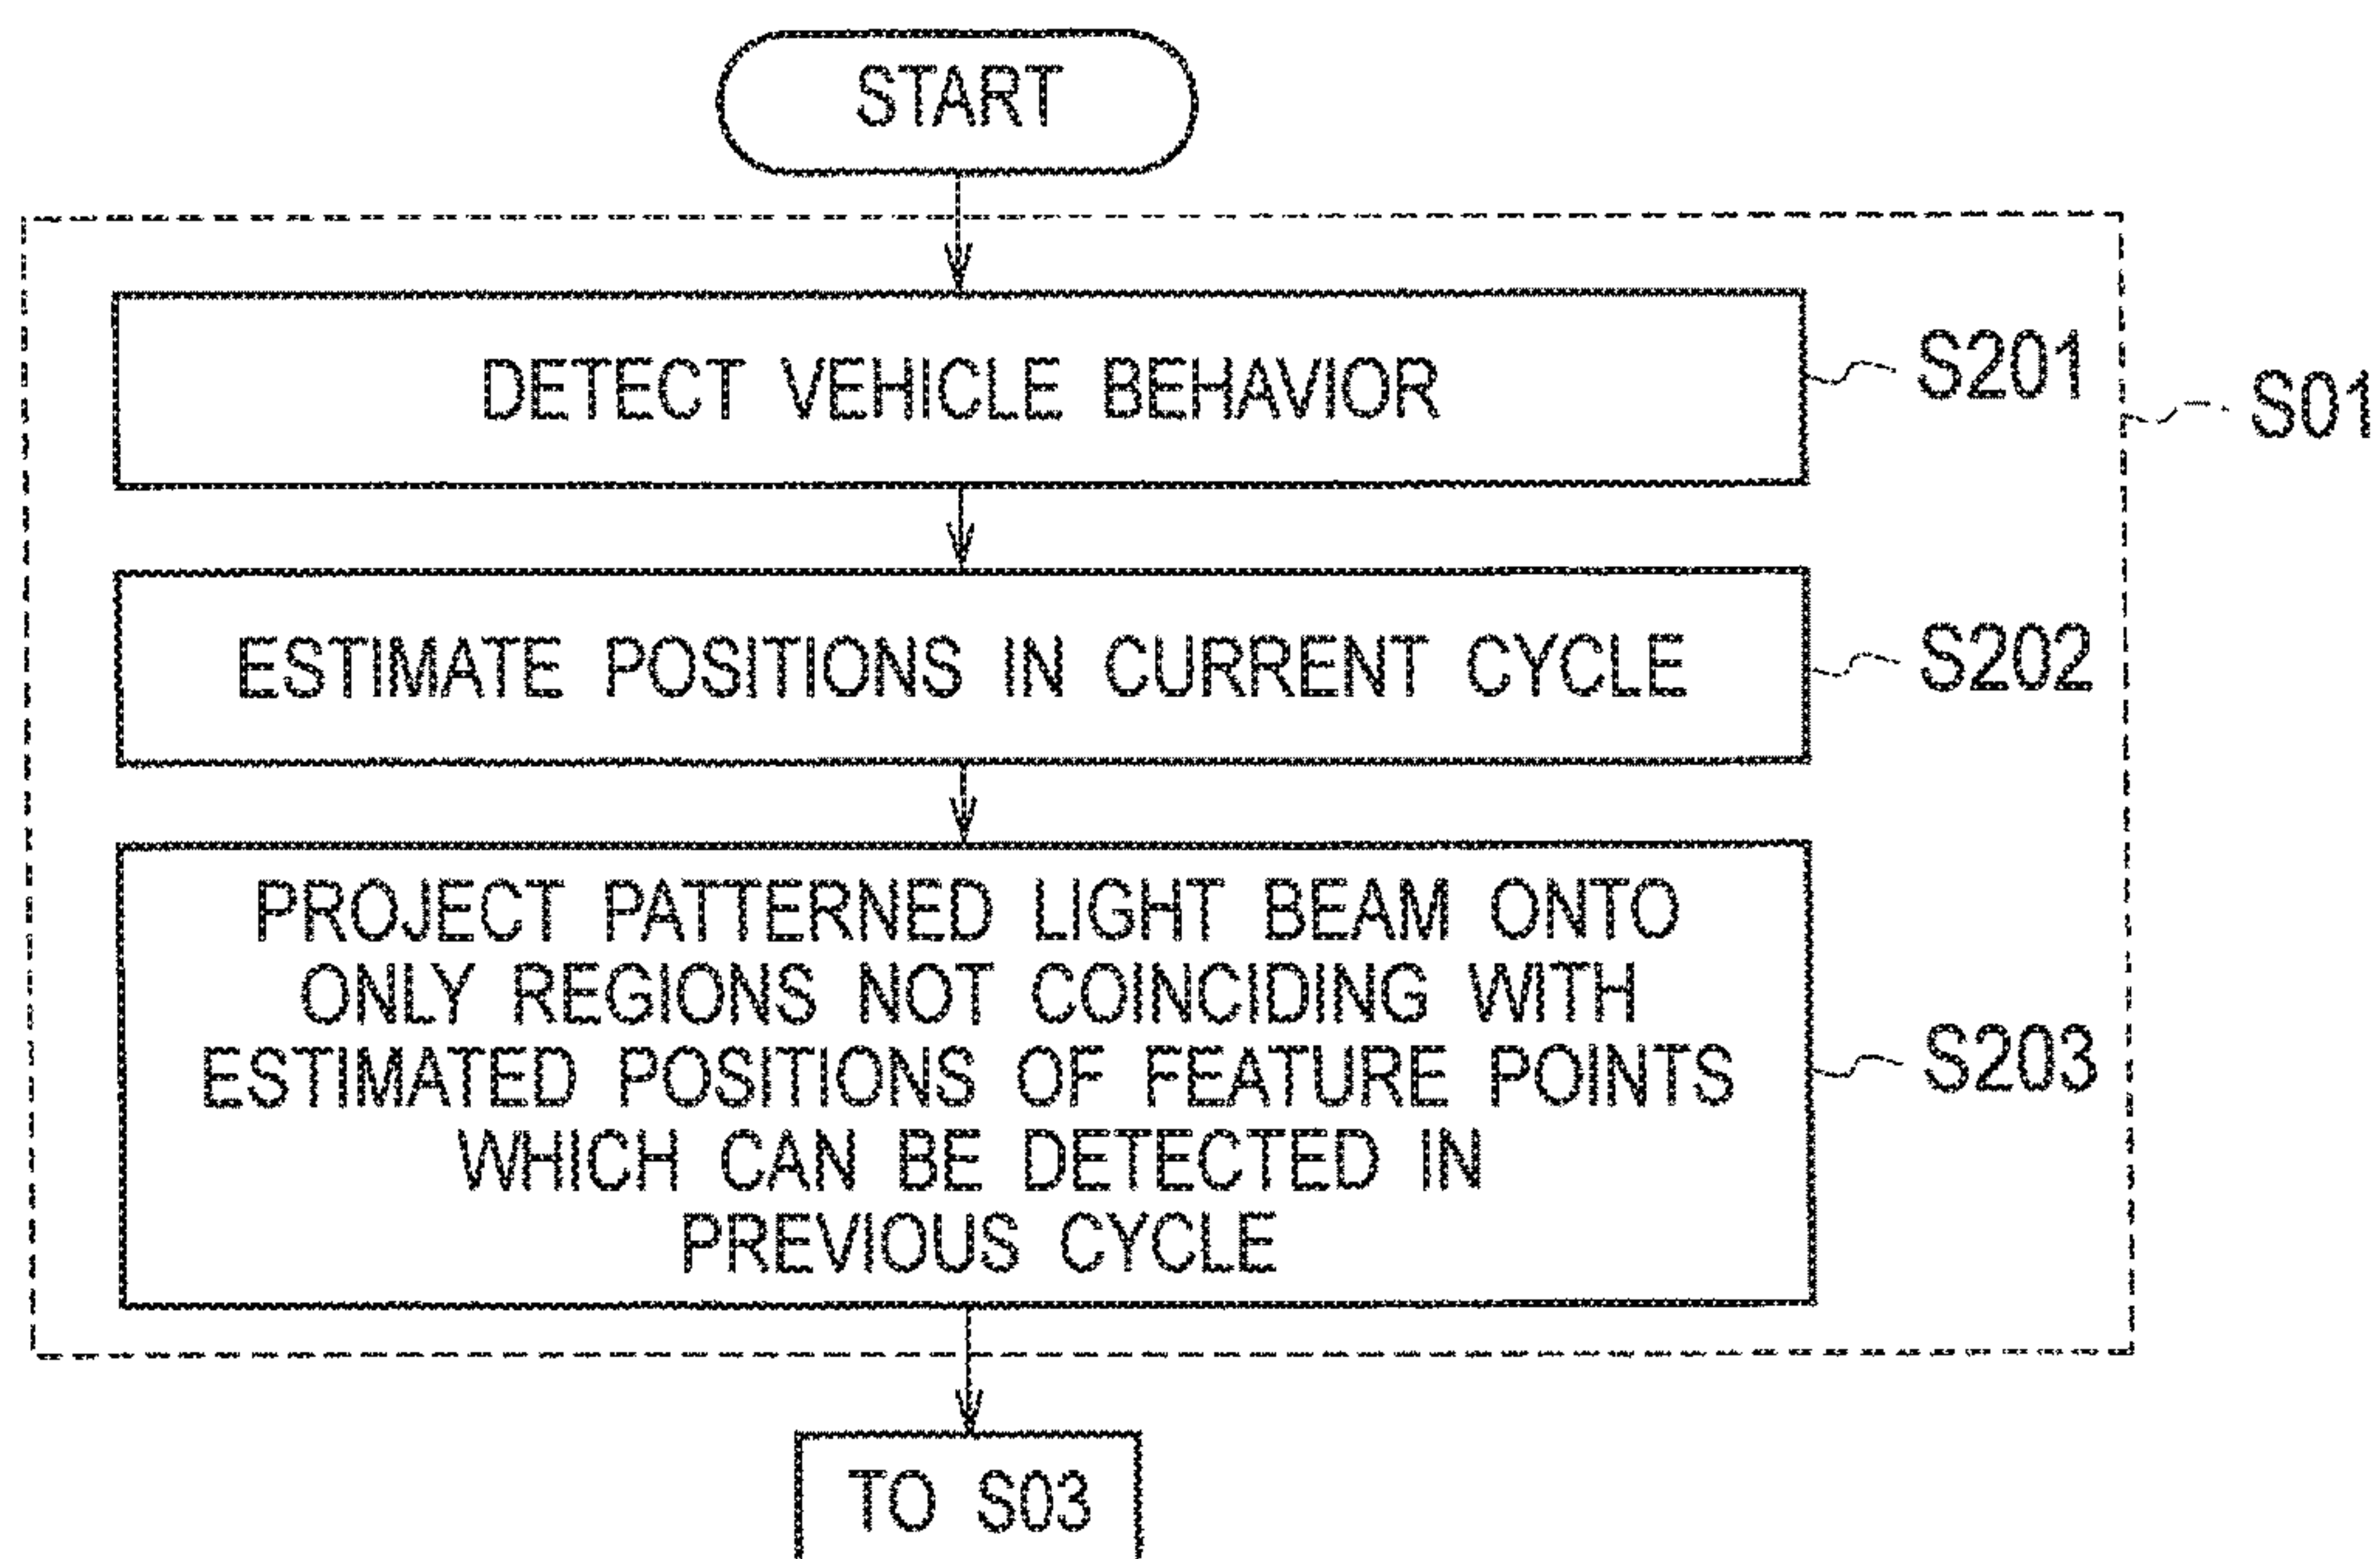 START
DETECT VEHICLE BEHAVIOR
S201
S01
ESTIMATE POSITIONS IN CURRENT CYCLE
S202
PROJECT PATTERNED LIGHT BEAM ONTO
ONLY REGIONS NOT COINCIDING WITH
ESTIMATED POSITIONS OF FEATURE POINTS
WHICH CAN BE DETECTED IN
PREVIOUS CYCLE
S203
TO S03